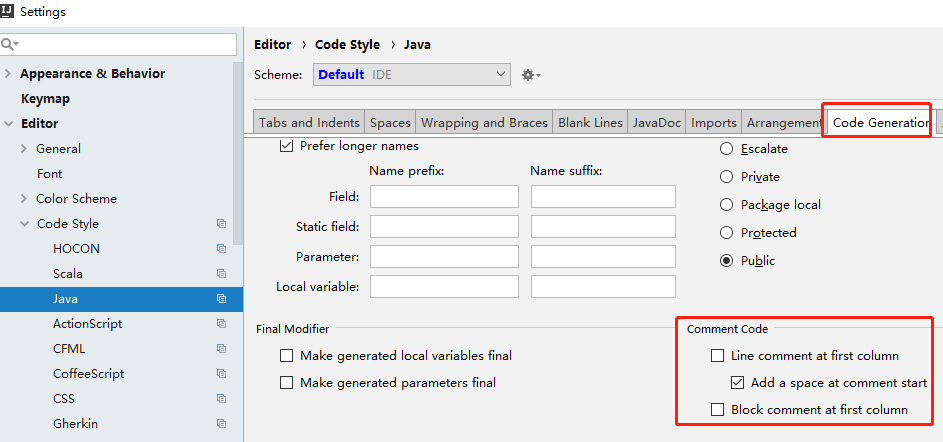 Settings
Appearance & Behavior
Keymap
Editor
General
Font
Color Scheme
Code Style
HOCON
Scala
Java
ActionScript
CFML
CoffeeScript
CSS
Gherkin
Editor › Code Style › Java
Scheme: Default IDE
Tabs and Indents Spaces Wrapping and Braces Blank Lines JavaDoc Imports Arrangement Code Generation
Prefer longer names
Name prefix: Name suffix:
Field:
Static field:
Parameter:
Local variable:
Escalate
Private
Package local
Protected
Public
Final Modifier
Make generated local variables final
Make generated parameters final
Comment Code
Line comment at first column
Add a space at comment start
Block comment at first column